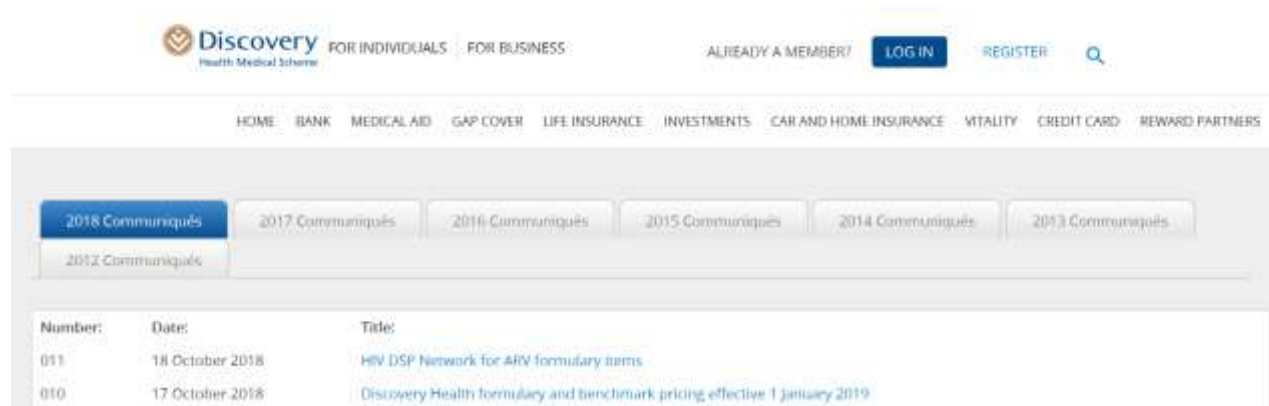 Discovery
Health Medical Scheme
FOR INDIVIDUALS FOR BUSINESS ALREADY A MEMBER? LOG IN REGISTER
HOME BANK MEDICAL AID GAP COVER LIFE INSURANCE INVESTMENTS CAR AND HOME INSURANCE VITALITY CREDIT CARD REWARD PARTNERS
2018 Communiqués 2017 Communiqués 2016 Communiqués 2015 Communiqués 2014 Communiqués 2013 Communiqués
2012 Communiqués
Number: Date: Title:
011 18 October 2018 HIV DSP Network for ARV formulary items
010 17 October 2018 Discovery Health formulary and benchmark pricing effective 1 January 2019